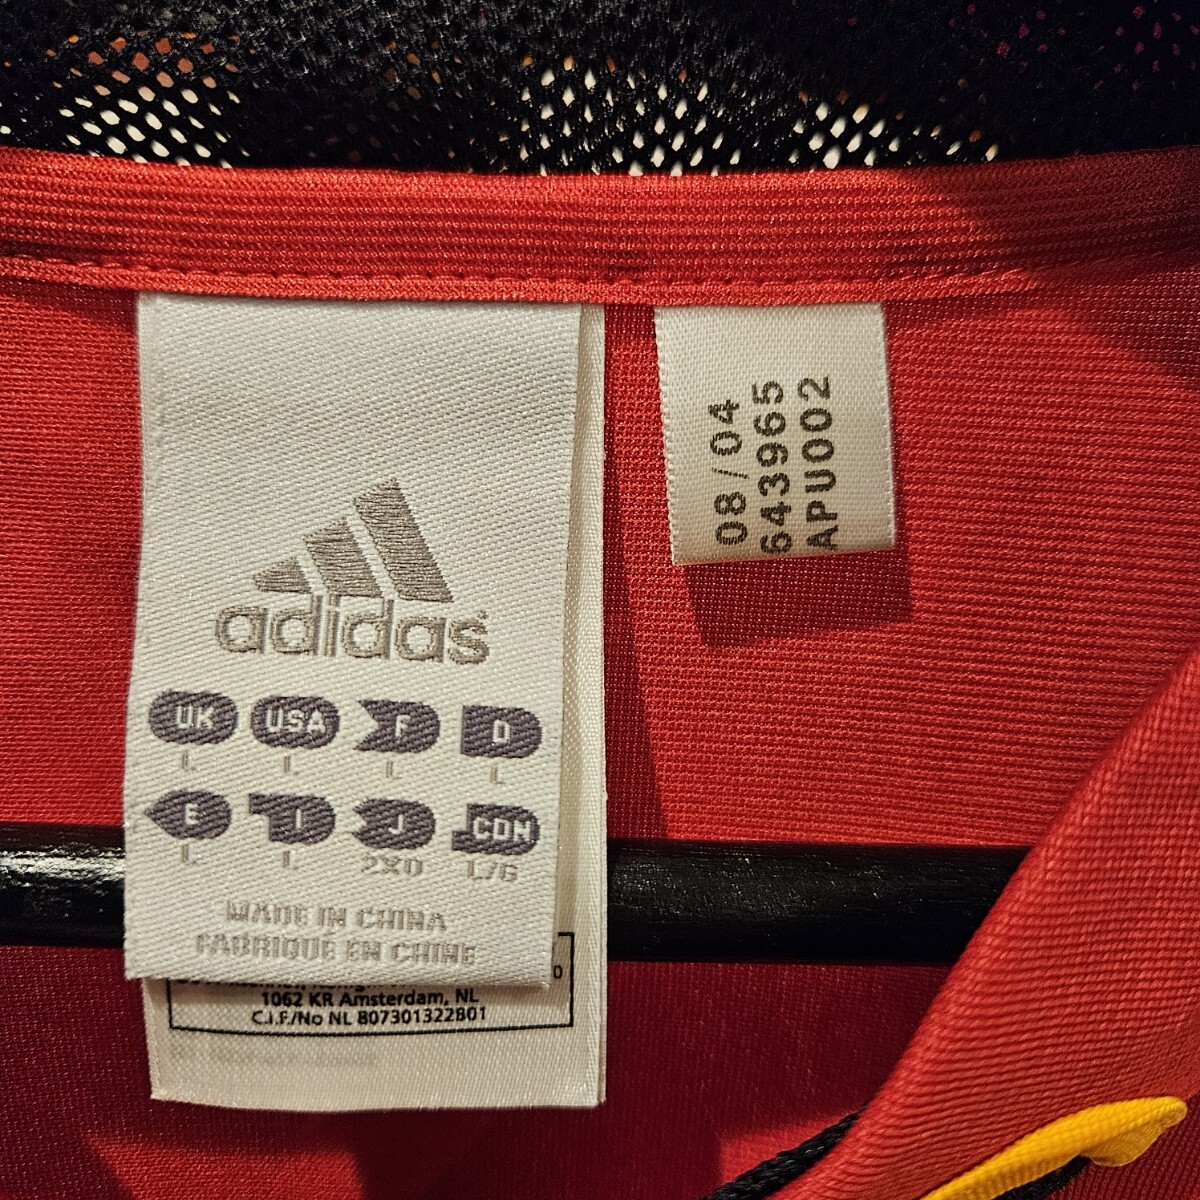 adidas
UK USA F D
L L L L
E I J CDN
L L 2XO L/G
MADE IN CHINA
FABRIQUE EN CHINE
1062 KR Amsterdam, NL
C.I.F./No NL 807301322B01
08/04
643965
APU002